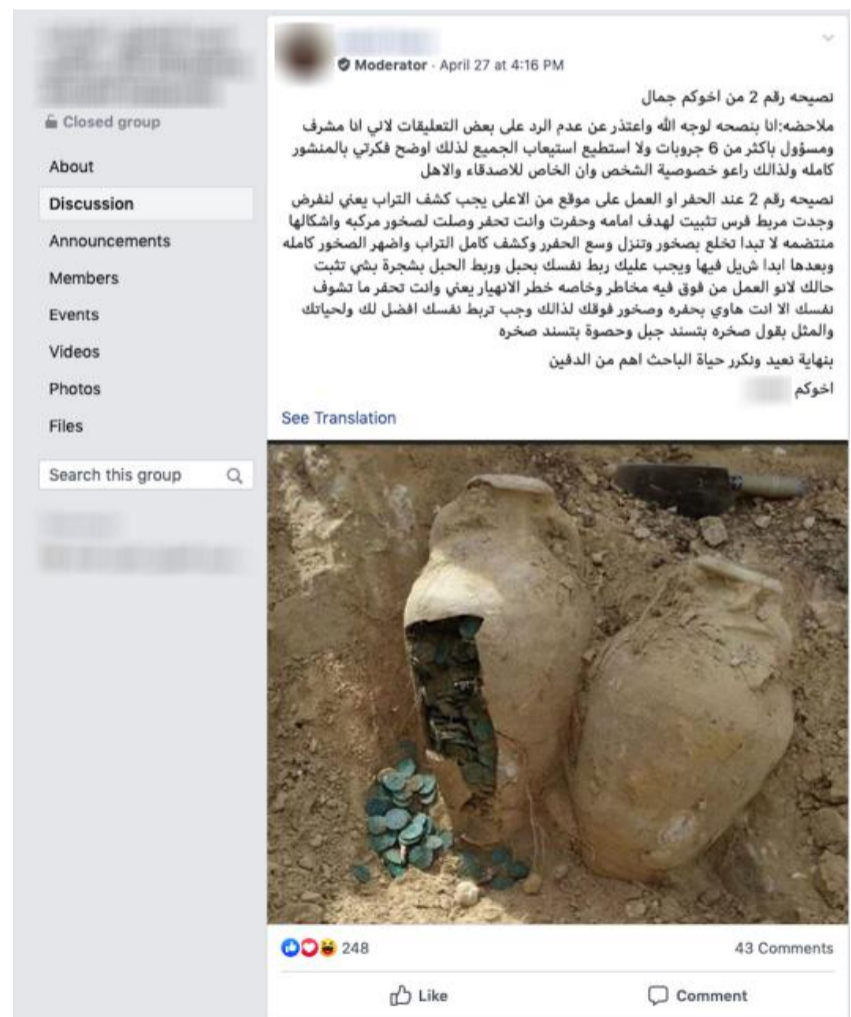 Closed group
About
Discussion
Announcements
Members
Events
Videos
Photos
Files
Search this group
Moderator · April 27 at 4:16 PM
نصيحه رقم 2 من اخوكم جمال
ملاحضه:انا بنصحه لوجه الله واعتذر عن عدم الرد على بعض التعليقات لاني انا مشرف
ومسؤول باكثر من 6 جروبات ولا استطيع استيعاب الجميع لذلك اوضح فكرتي بالمنشور
كامله ولذالك راعو خصوصية الشخص وان الخاص للاصدقاء والاهل
نصيحه رقم 2 عند الحفر او العمل على موقع من الاعلى يجب كشف التراب يعني لنفرض
وجدت مربط فرس تثبيت لهدف امامه وحفرت وانت تحفر وصلت لصخور مركبه واشكالها
منتضمه لا تبدا تخلع بصخور وتنزل وسع الحفرر وكشف كامل التراب واضهر الصخور كامله
وبعدها ابدا شيل فيها ويجب عليك ربط نفسك بحبل وربط الحبل بشجرة بشي تثبت
حالك لانو العمل من فوق فيه مخاطر وخاصه خطر الانهيار يعني وانت تحفر ما تشوف
نفسك الا انت هاوي بحفره وصخور فوقك لذالك وجب تربط نفسك افضل لك ولحياتك
والمثل بقول صخره بتسند جبل وحصوة بتسند صخره
بنهاية نعيد ونكرر حياة الباحث اهم من الدفين
اخوكم
See Translation
248
43 Comments
Like
Comment